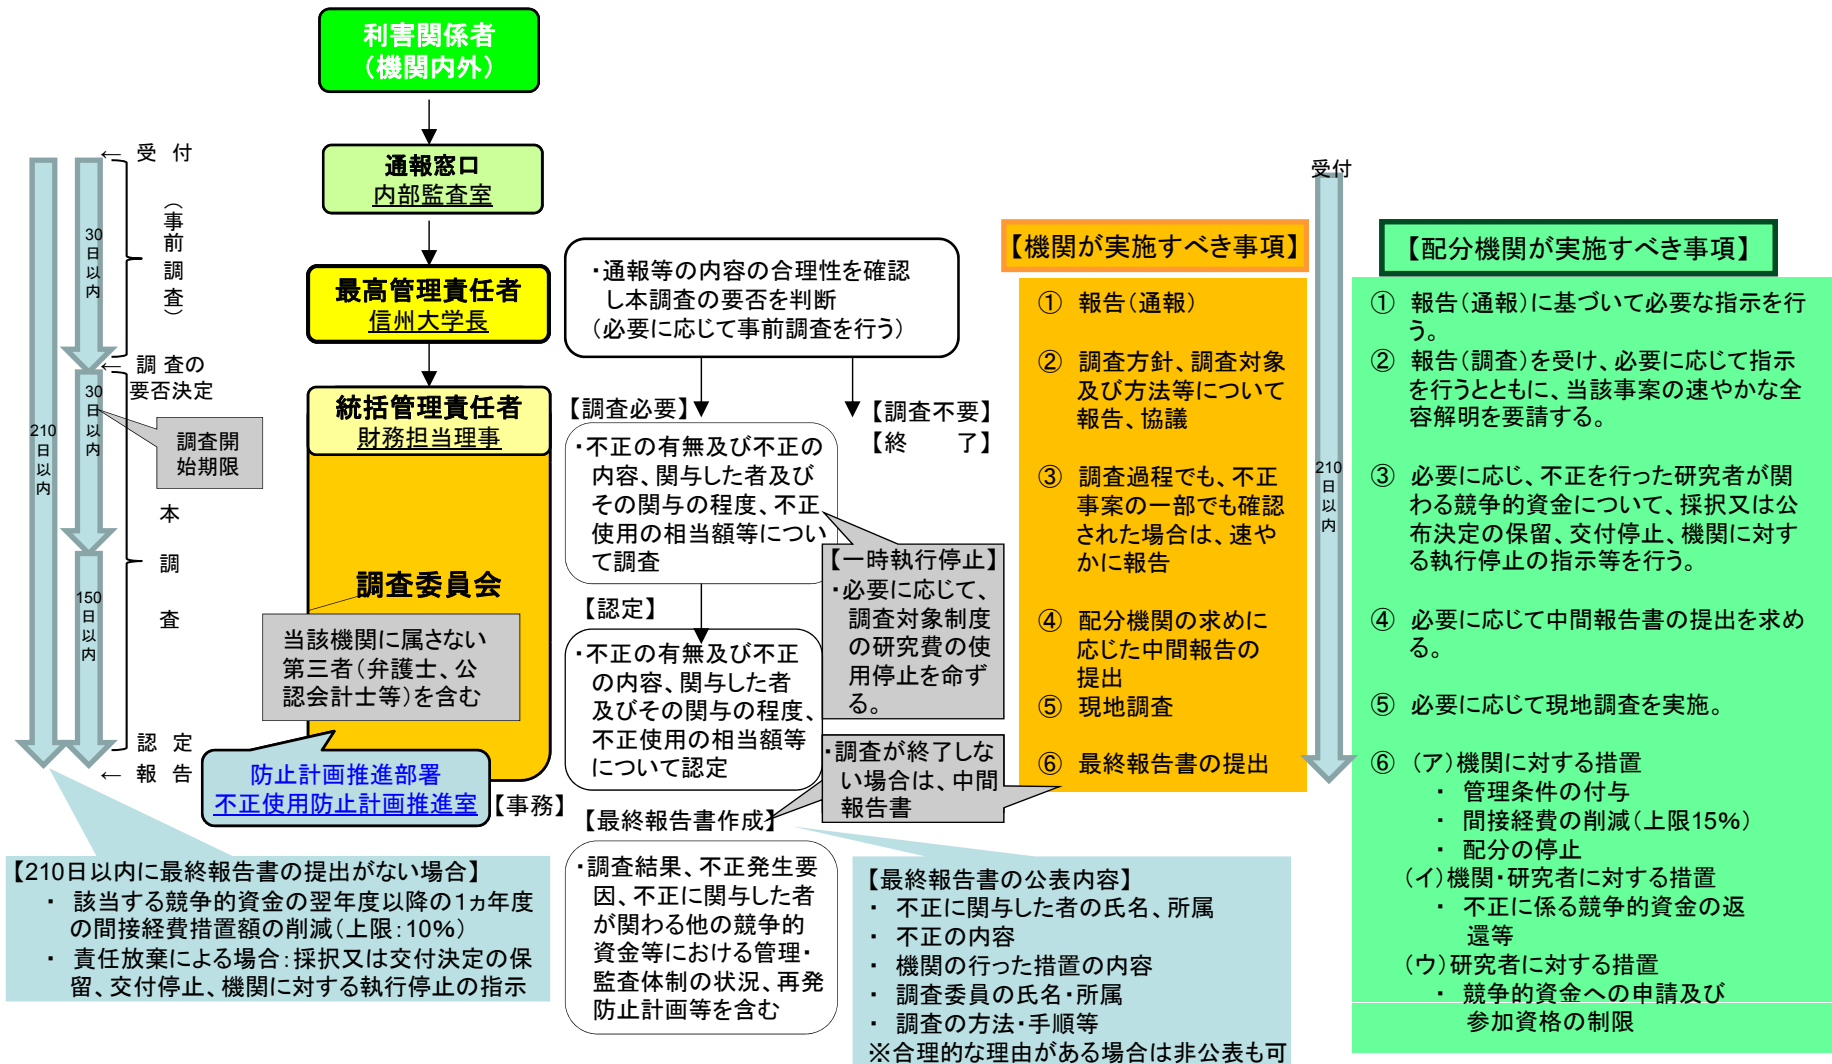 利害関係者
(機関内外)
← 受 付
通報窓口
内部監査室
(事前調査)
30日以内
最高管理責任者
信州大学長
・通報等の内容の合理性を確認
し本調査の要否を判断
(必要に応じて事前調査を行う)
← 調 査の
要否決定
30日以内
調査開
始期限
210日以内
統括管理責任者
財務担当理事
【調査必要】
【調査不要】
【終 了】
・不正の有無及び不正の
内容、関与した者及び
その関与の程度、不正
使用の相当額等につい
て調査
本
調
査
150日以内
調査委員会
当該機関に属さない
第三者(弁護士、公
認会計士等)を含む
【一時執行停止】
・必要に応じて、
調査対象制度
の研究費の使
用停止を命ず
る。
【認定】
・不正の有無及び不正
の内容、関与した者
及びその関与の程度、
不正使用の相当額等
について認定
認 定
← 報 告
防止計画推進部署
不正使用防止計画推進室
【事務】
・調査が終了しな
い場合は、中間
報告書
【最終報告書作成】
・調査結果、不正発生要
因、不正に関与した者
が関わる他の競争的
資金等における管理・
監査体制の状況、再発
防止計画等を含む
【210日以内に最終報告書の提出がない場合】
・ 該当する競争的資金の翌年度以降の1ヵ年度
の間接経費措置額の削減(上限:10%)
・ 責任放棄による場合:採択又は交付決定の保
留、交付停止、機関に対する執行停止の指示
【最終報告書の公表内容】
・ 不正に関与した者の氏名、所属
・ 不正の内容
・ 機関の行った措置の内容
・ 調査委員の氏名・所属
・ 調査の方法・手順等
※合理的な理由がある場合は非公表も可
【機関が実施すべき事項】
① 報告(通報)
② 調査方針、調査対象
及び方法等について
報告、協議
③ 調査過程でも、不正
事案の一部でも確認
された場合は、速や
かに報告
④ 配分機関の求めに
応じた中間報告の
提出
⑤ 現地調査
⑥ 最終報告書の提出
受付
210日以内
【配分機関が実施すべき事項】
① 報告(通報)に基づいて必要な指示を行
う。
② 報告(調査)を受け、必要に応じて指示
を行うとともに、当該事案の速やかな全
容解明を要請する。
③ 必要に応じ、不正を行った研究者が関
わる競争的資金について、採択又は公
布決定の保留、交付停止、機関に対す
る執行停止の指示等を行う。
④ 必要に応じて中間報告書の提出を求め
る。
⑤ 必要に応じて現地調査を実施。
⑥ (ア)機関に対する措置
・ 管理条件の付与
・ 間接経費の削減(上限15%)
・ 配分の停止
(イ)機関・研究者に対する措置
・ 不正に係る競争的資金の返
還等
(ウ)研究者に対する措置
・ 競争的資金への申請及び
参加資格の制限